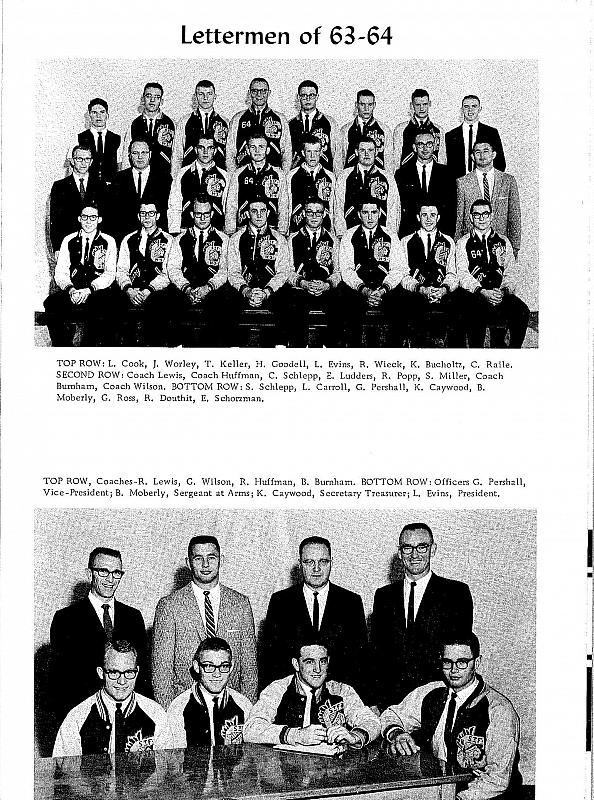 Lettermen of 63-64
64
64
64
TOP ROW: L. Cook, J. Worley, T. Keller, H. Goodell, L. Evins, R. Wieck, K. Bucholtz, C. Raile.
SECOND ROW: Coach Lewis, Coach Huffman, C. Schlepp, E. Ludders, R. Popp, S. Miller, Coach
Burnham, Coach Wilson. BOTTOM ROW: S. Schlepp, L. Carroll, G. Pershall, K. Caywood, B.
Moberly, G. Ross, R. Douthit, E. Schorzman.
TOP ROW, Coaches-R. Lewis, G. Wilson, R. Huffman, B. Burnham. BOTTOM ROW: Officers G. Pershall,
Vice-President; B. Moberly, Sergeant at Arms; K. Caywood, Secretary Treasurer; L. Evins, President.